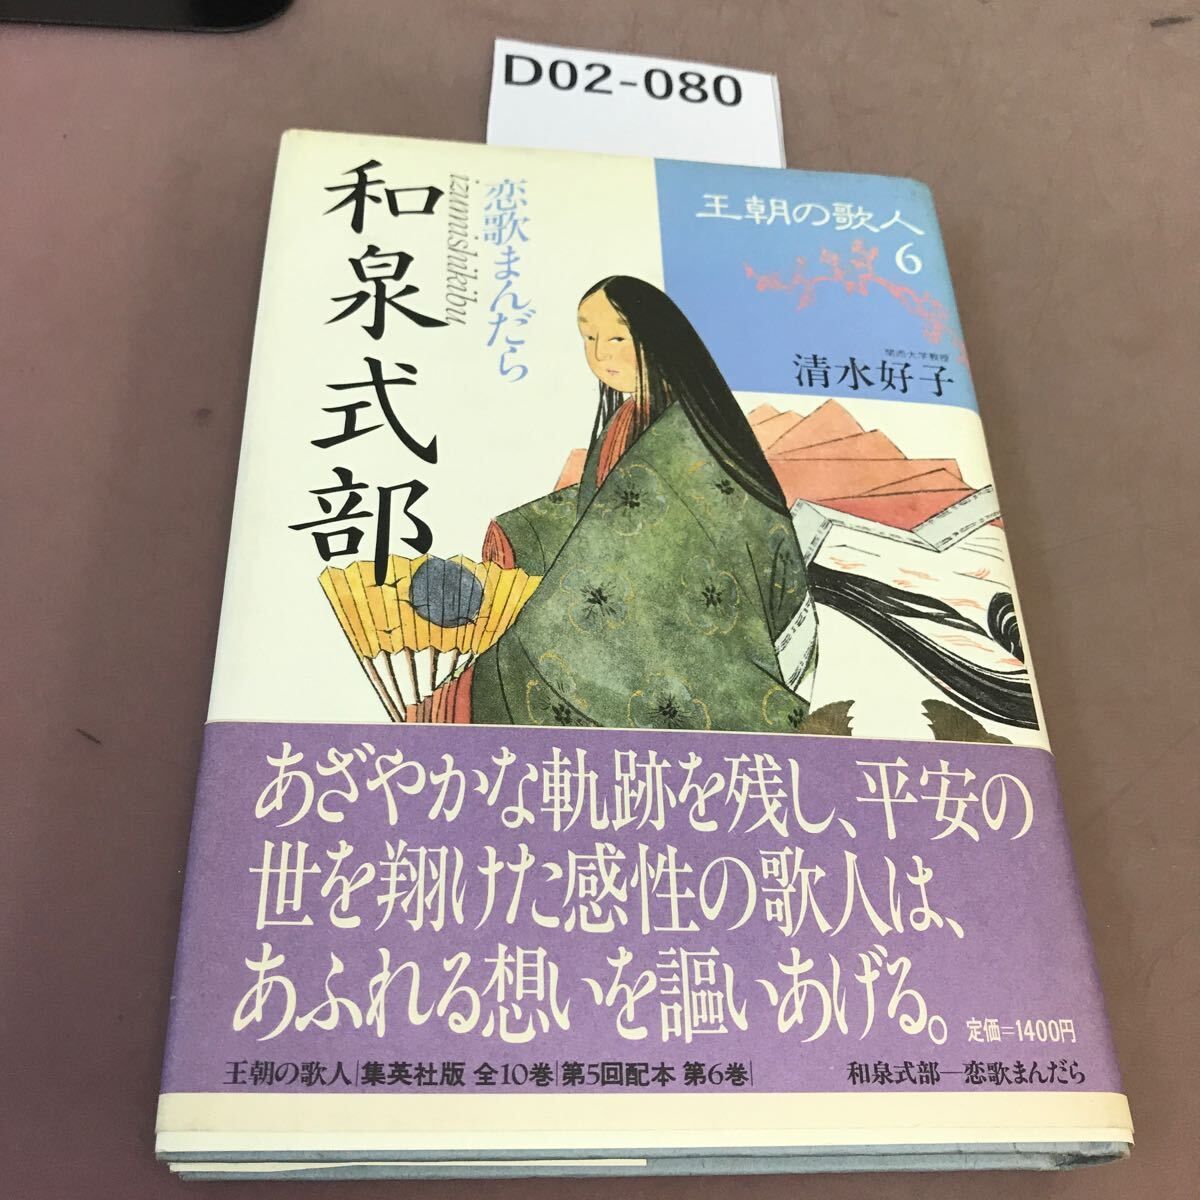 D02-080
王朝の歌人
6
関西大学教授
清水好子
恋歌まんだら
izumishikibu
和泉式部
あざやかな軌跡を残し、平安の
世を翔けた感性の歌人は、
あふれる想いを謳いあげる。
定価=1400円
王朝の歌人|集英社版 全10巻|第5回配本 第6巻|
和泉式部―恋歌まんだら